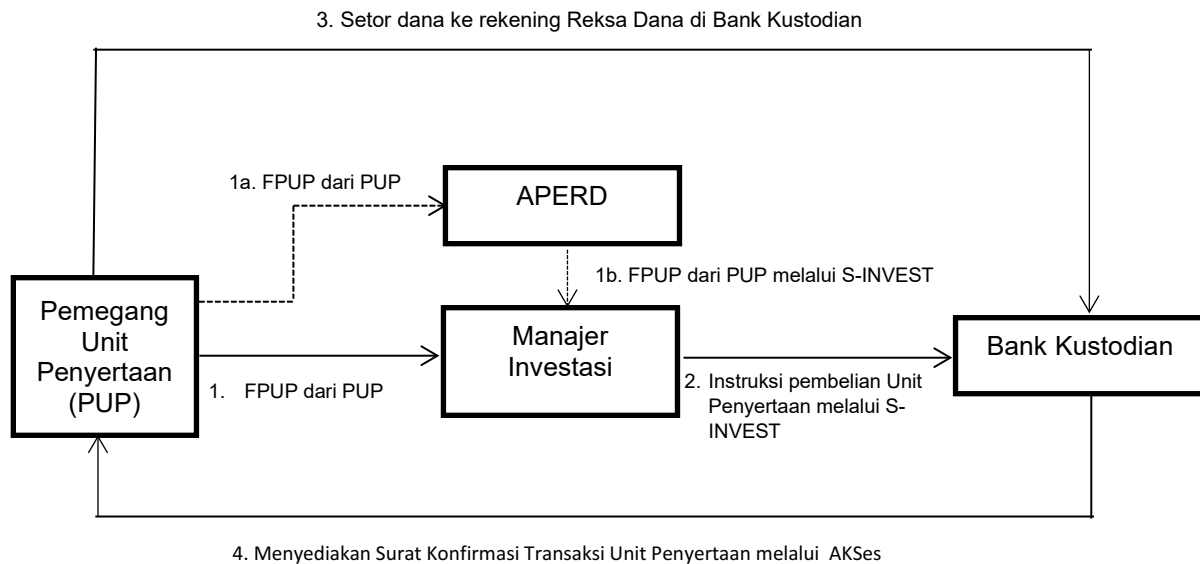 3. Setor dana ke rekening Reksa Dana di Bank Kustodian
1a. FPUP dari PUP
APERD
1b. FPUP dari PUP melalui S-INVEST
Pemegang
Unit
Penyertaan
(PUP)
Manajer
Investasi
Bank Kustodian
1. FPUP dari PUP
2. Instruksi pembelian Unit
Penyertaan melalui S-
INVEST
4. Menyediakan Surat Konfirmasi Transaksi Unit Penyertaan melalui AKSes